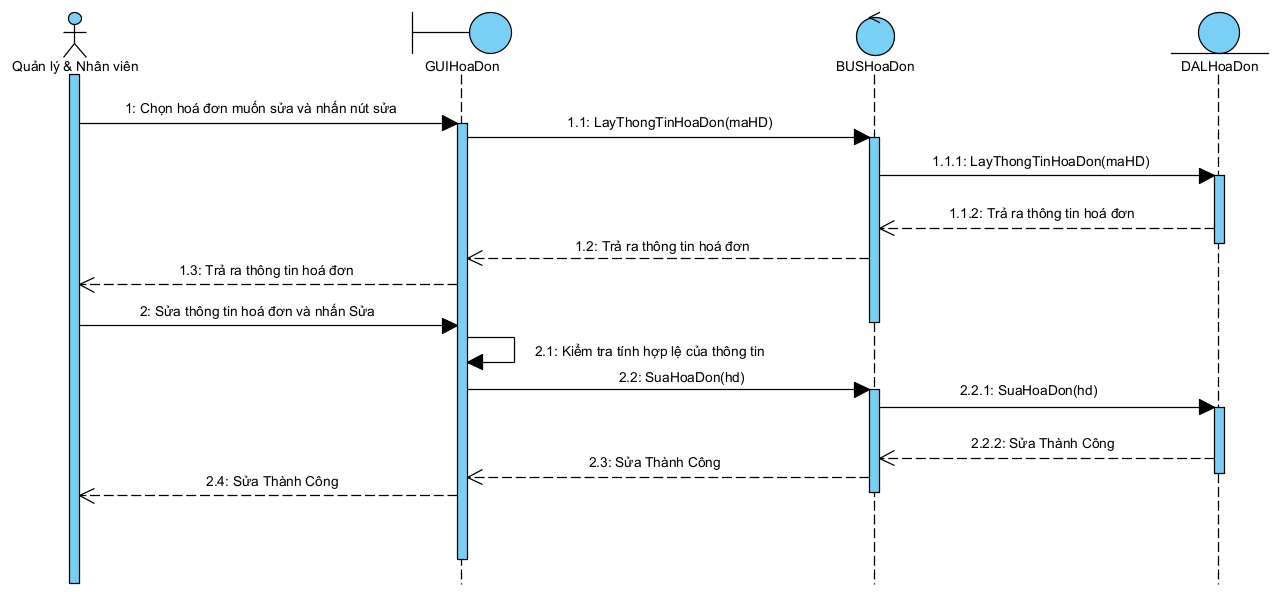 Quản lý & Nhân viên
GUIHoaDon
BUSHoaDon
DALHoaDon
1: Chọn hoá đơn muốn sửa và nhấn nút sửa
1.1: LayThongTinHoaDon(maHD)
1.1.1: LayThongTinHoaDon(maHD)
1.1.2: Trả ra thông tin hoá đơn
1.2: Trả ra thông tin hoá đơn
1.3: Trả ra thông tin hoá đơn
2: Sửa thông tin hoá đơn và nhấn Sửa
2.1: Kiểm tra tính hợp lệ của thông tin
2.2: SuaHoaDon(hd)
2.2.1: SuaHoaDon(hd)
2.2.2: Sửa Thành Công
2.3: Sửa Thành Công
2.4: Sửa Thành Công